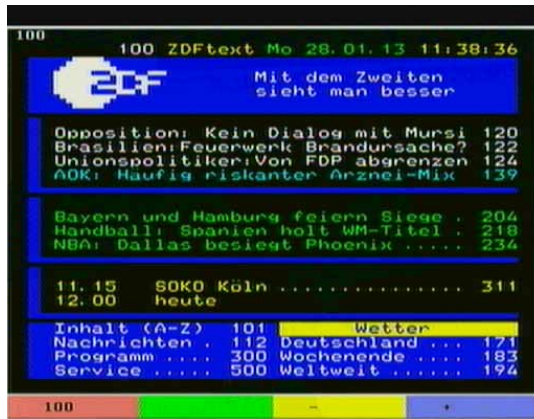 100
100 ZDFtext Mo 28.01.13 11:38:36
ZDF
Mit dem Zweiten
sieht man besser
Opposition: Kein Dialog mit Mursi 120
Brasilien:Feuerwerk Brandursache? 122
Unionspolitiker:Von FDP abgrenzen 124
AOK: Häufig riskanter Arznei-Mix 139
Bayern und Hamburg feiern Siege . 204
Handball: Spanien holt WM-Titel . 218
NBA: Dallas besiegt Phoenix ..... 234
11.15 SOKO Köln ............... 311
12.00 heute
Inhalt (A-Z) 101 Wetter
Nachrichten . 112 Deutschland ... 171
Programm .... 300 Wochenende .... 183
Service ..... 500 Weltweit ...... 194
100 - +